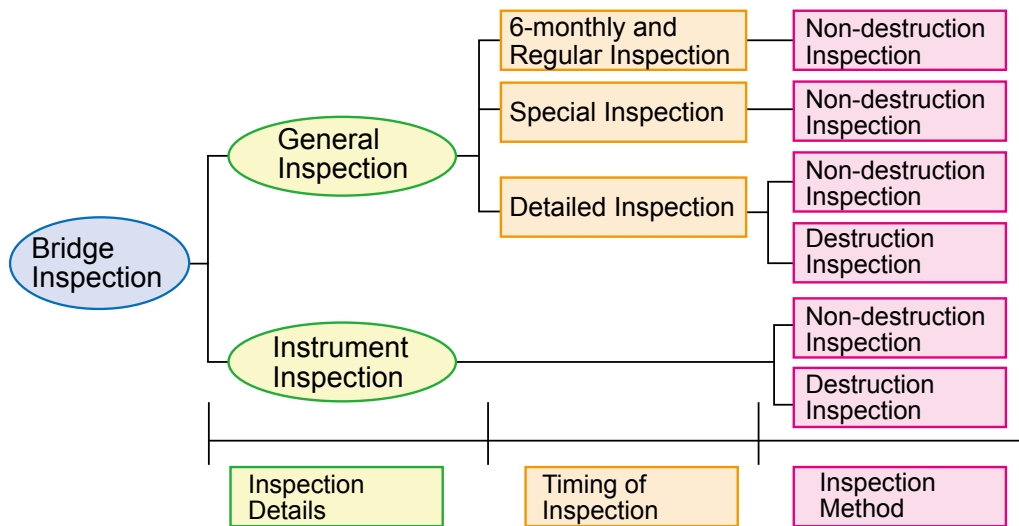 Bridge
Inspection
General
Inspection
Instrument
Inspection
6-monthly and
Regular Inspection
Special Inspection
Detailed Inspection
Non-destruction
Inspection
Non-destruction
Inspection
Non-destruction
Inspection
Destruction
Inspection
Non-destruction
Inspection
Destruction
Inspection
Inspection
Details
Timing of
Inspection
Inspection
Method